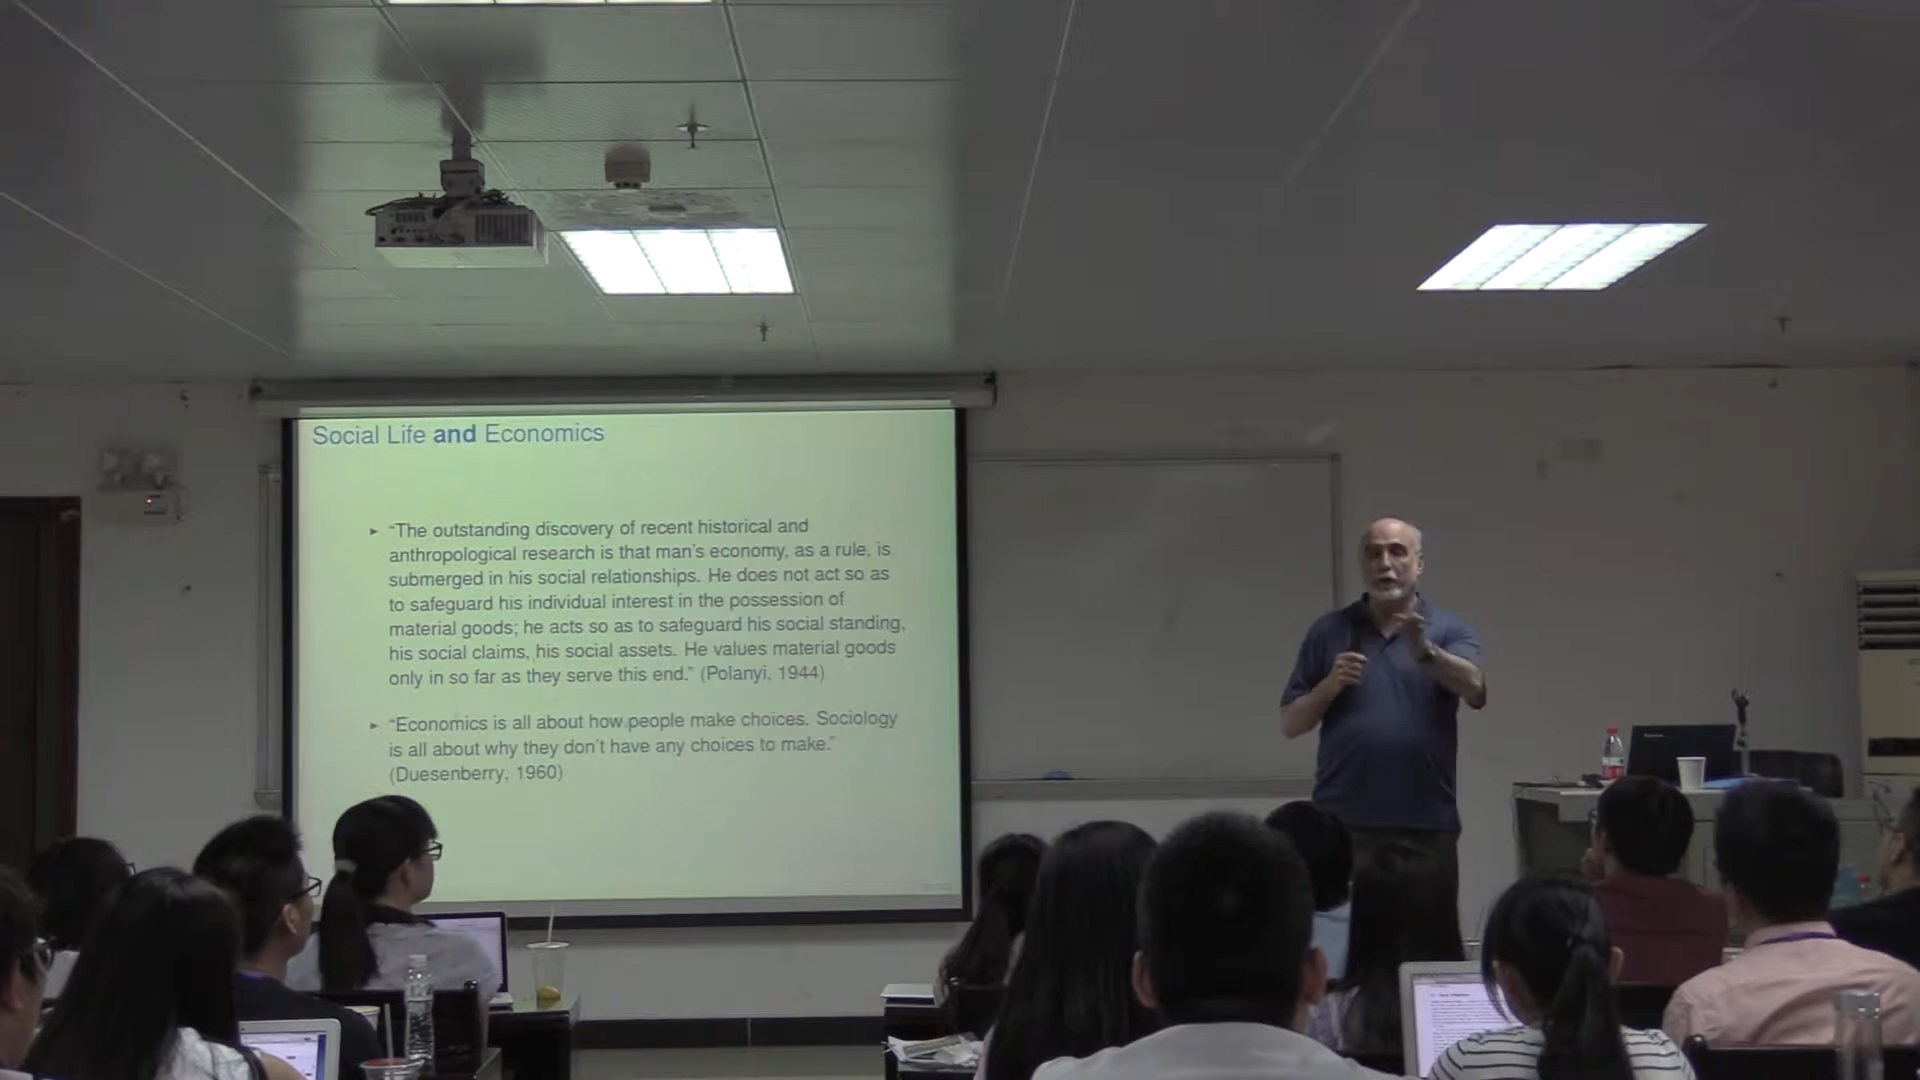 Social Life and Economics
► “The outstanding discovery of recent historical and
anthropological research is that man's economy, as a rule, is
submerged in his social relationships. He does not act so as
to safeguard his individual interest in the possession of
material goods; he acts so as to safeguard his social standing,
his social claims, his social assets. He values material goods
only in so far as they serve this end.” (Polanyi, 1944)
► “Economics is all about how people make choices. Sociology
is all about why they don't have any choices to make.”
(Duesenberry, 1960)